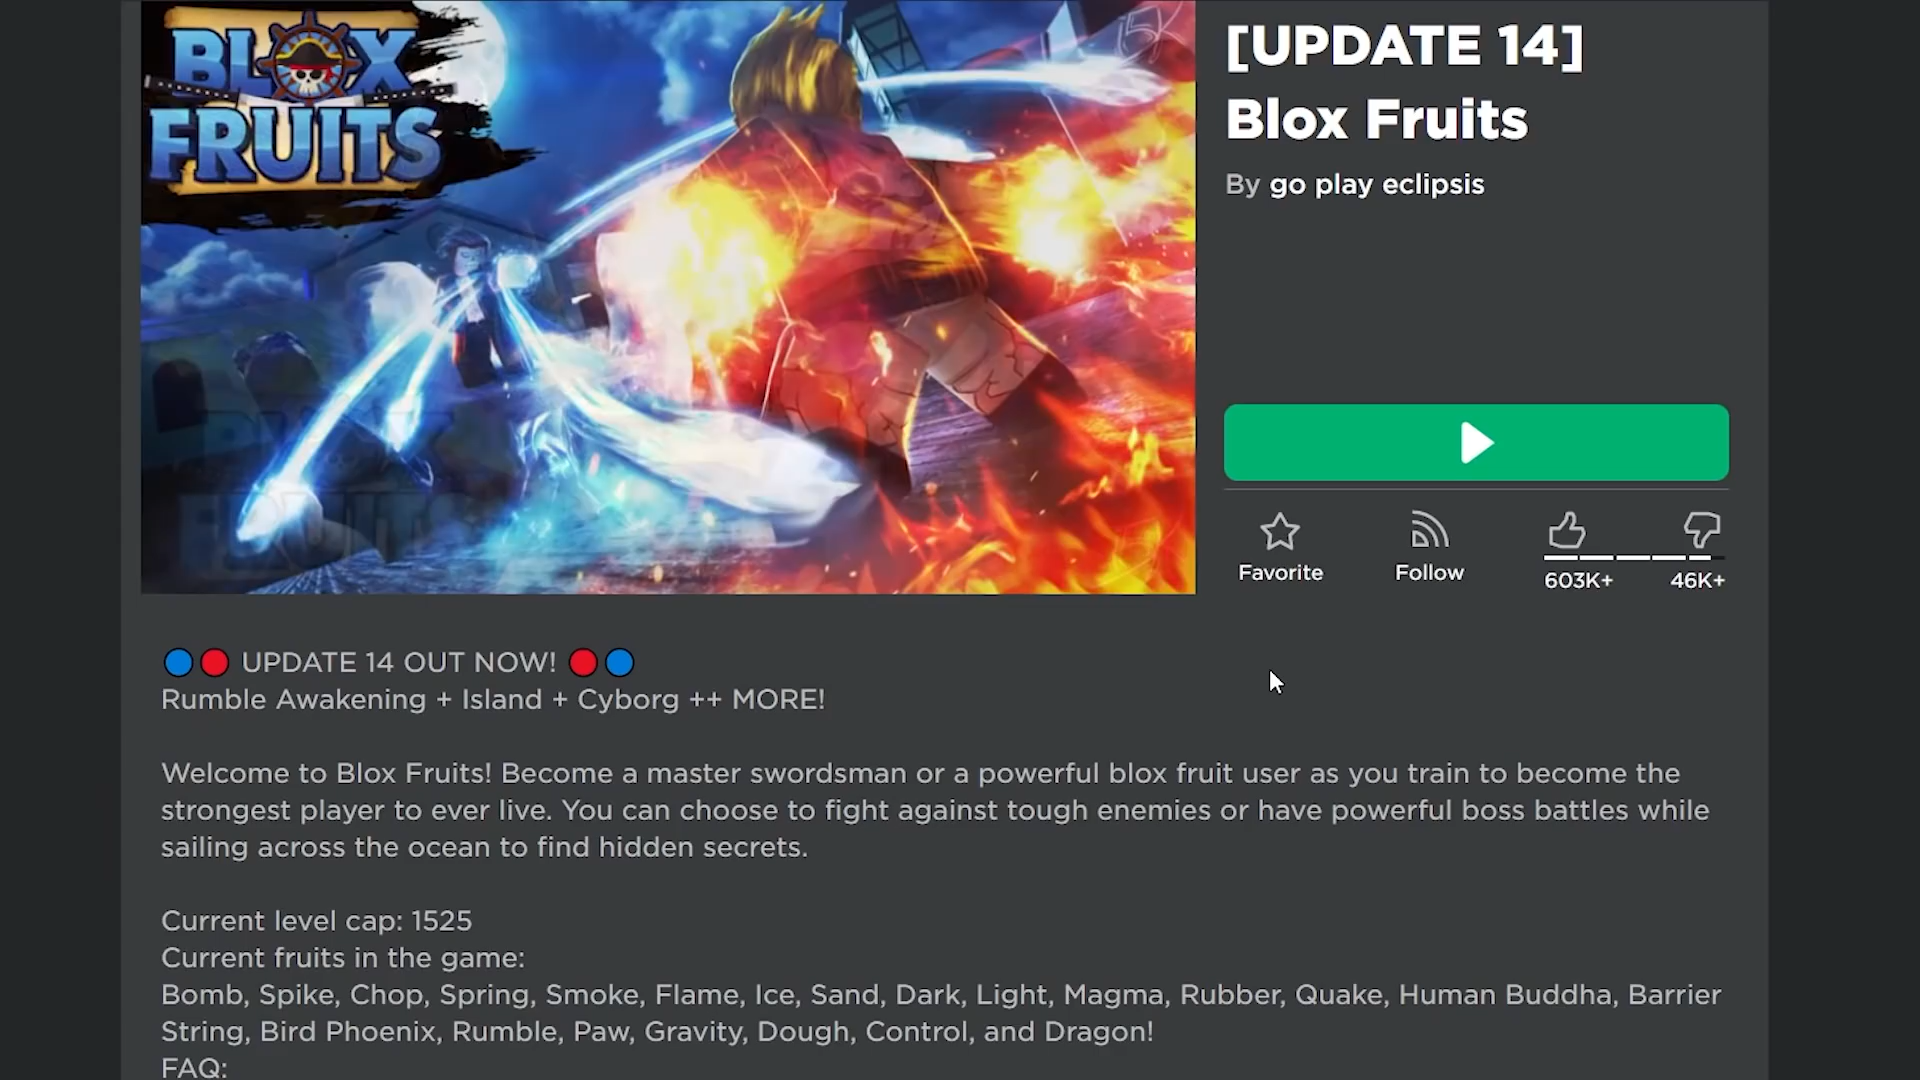 BLOX
FRUITS
[UPDATE 14]
Blox Fruits
By go play eclipsis
Favorite
Follow
603K+
46K+
UPDATE 14 OUT NOW!
Rumble Awakening + Island + Cyborg ++ MORE!
Welcome to Blox Fruits! Become a master swordsman or a powerful blox fruit user as you train to become the
strongest player to ever live. You can choose to fight against tough enemies or have powerful boss battles while
sailing across the ocean to find hidden secrets.
Current level cap: 1525
Current fruits in the game:
Bomb, Spike, Chop, Spring, Smoke, Flame, Ice, Sand, Dark, Light, Magma, Rubber, Quake, Human Buddha, Barrier
String, Bird Phoenix, Rumble, Paw, Gravity, Dough, Control, and Dragon!
FAQ: